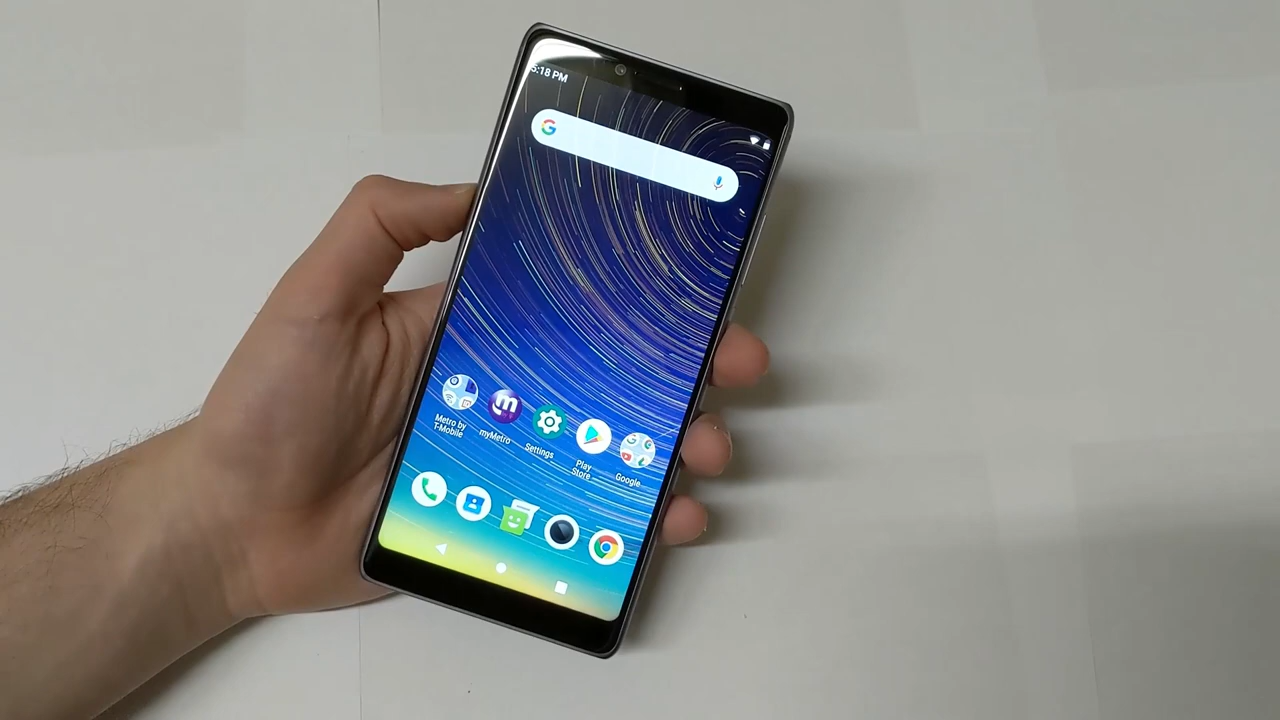 5:18 PM
G
Metro by
T-Mobile
m
myMetro
Settings
Play
Store
Google